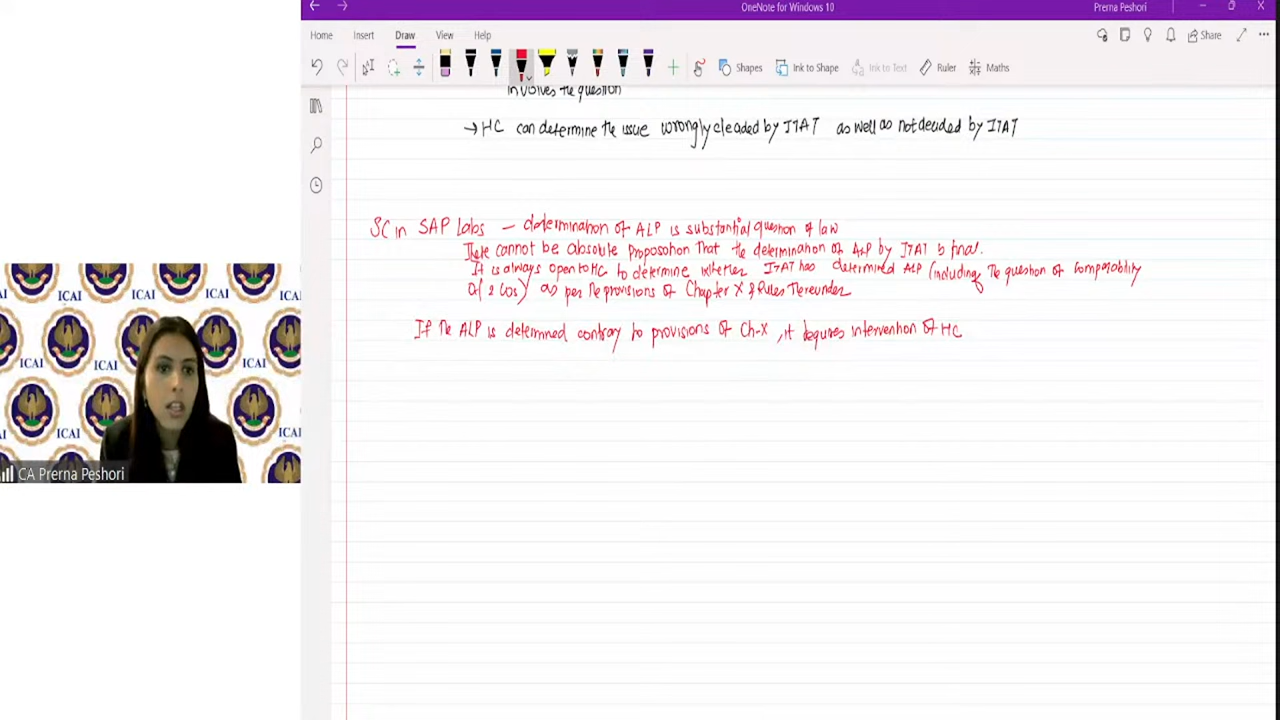 OneNote for Windows 10
Prerna Peshori
Home Insert Draw View Help
Shapes Ink to Shape Ink to Text Ruler Maths Share
involves the question
→ HC can determine the issue wrongly cleaded by ITAT as well as not decided by ITAT
SC in SAP Labs – determination of ALP is substantial question of law
There cannot be absolute proposition that the determination of ALP by ITAT is final.
It is always open to HC to determine whether ITAT has determined ALP (including the question of comparability
of 2 cos) as per the provisions of Chapter X & Rules thereunder
If the ALP is determined contrary to provisions of Ch-X, it requires intervention of HC
ICAI
CA Prerna Peshori